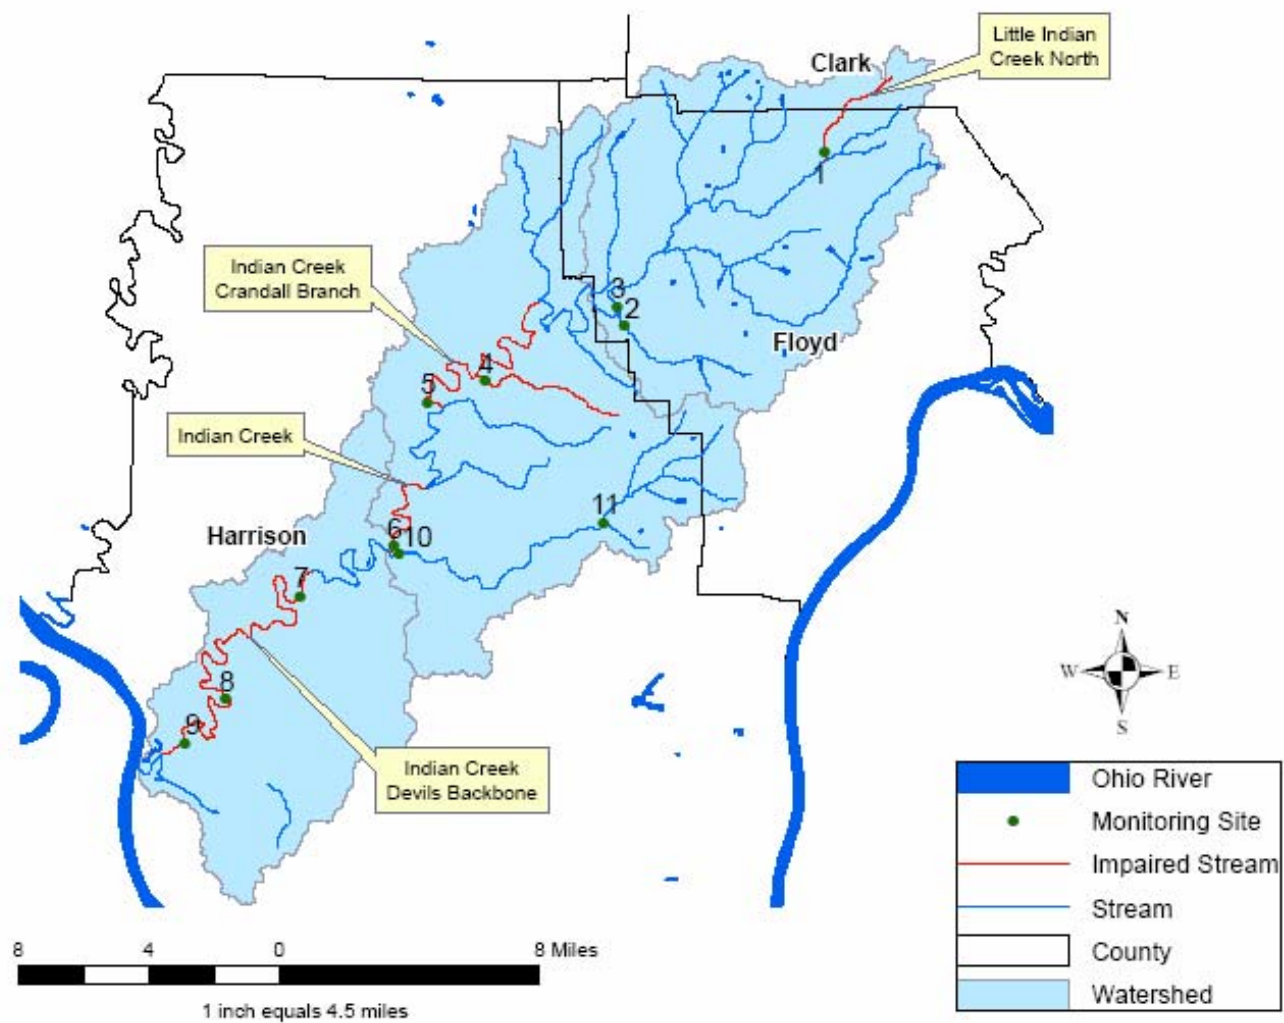 Little Indian
Creek North
Clark
1
Indian Creek
Crandall Branch
3
2
Floyd
4
5
Indian Creek
11
Harrison
6
10
7
8
9
Indian Creek
Devils Backbone
N
W
E
S
Ohio River
Monitoring Site
Impaired Stream
Stream
County
Watershed
8 4 0 8 Miles
1 inch equals 4.5 miles